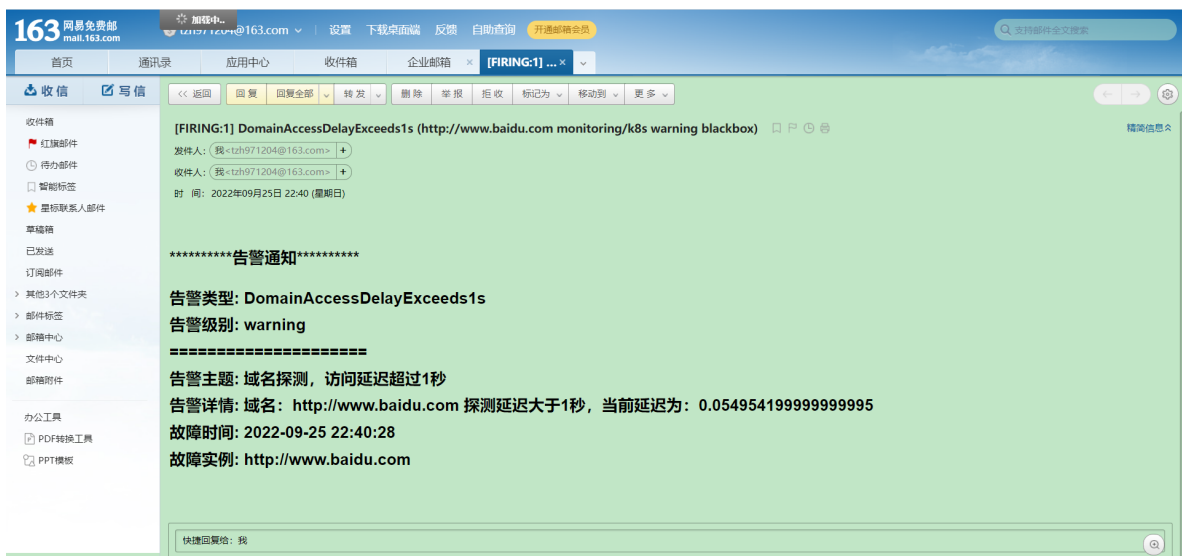 163 网易免费邮
mail.163.com
加载中..
@163.com
设置 下载桌面端 反馈 自助查询 开通邮箱会员
支持邮件全文搜索
首页 通讯录 应用中心 收件箱 企业邮箱 × [FIRING:1] ... ×
收信 写信
<< 返回 回复 回复全部 转发 删除 举报 拒收 标记为 移动到 更多
收件箱
红旗邮件
待办邮件
智能标签
星标联系人邮件
草稿箱
已发送
订阅邮件
其他3个文件夹
邮件标签
邮箱中心
文件中心
邮箱附件
办公工具
PDF转换工具
PPT模板
[FIRING:1] DomainAccessDelayExceeds1s (http://www.baidu.com monitoring/k8s warning blackbox)
精简信息
发件人: 我<tzh971204@163.com> +
收件人: 我<tzh971204@163.com> +
时 间: 2022年09月25日 22:40 (星期日)
**********告警通知**********
告警类型: DomainAccessDelayExceeds1s
告警级别: warning
=====================
告警主题: 域名探测，访问延迟超过1秒
告警详情: 域名：http://www.baidu.com 探测延迟大于1秒，当前延迟为：0.054954199999999995
故障时间: 2022-09-25 22:40:28
故障实例: http://www.baidu.com
快捷回复给：我